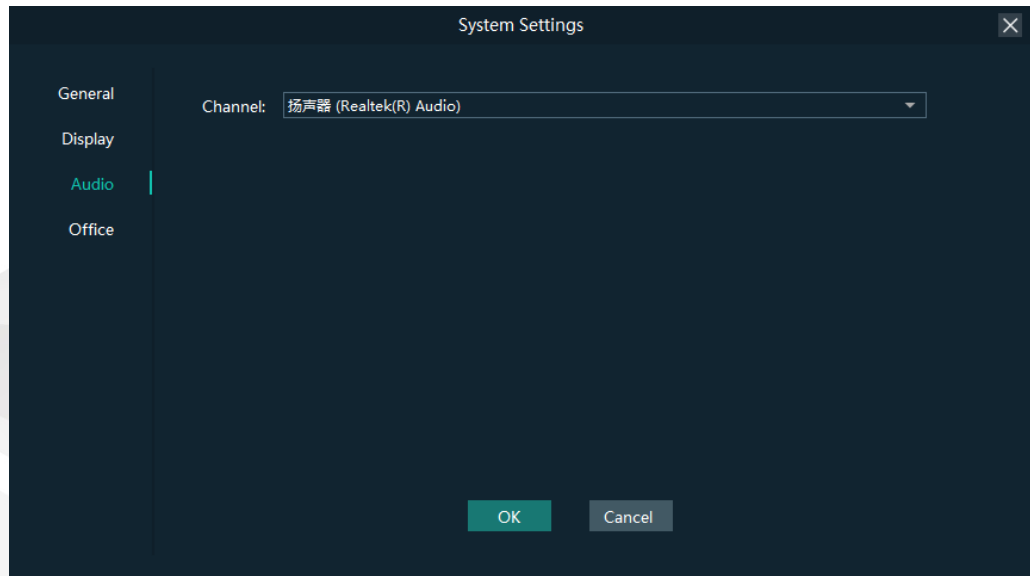 System Settings
General
Channel: 扬声器 (Realtek(R) Audio)
Display
Audio
Office
OK
Cancel